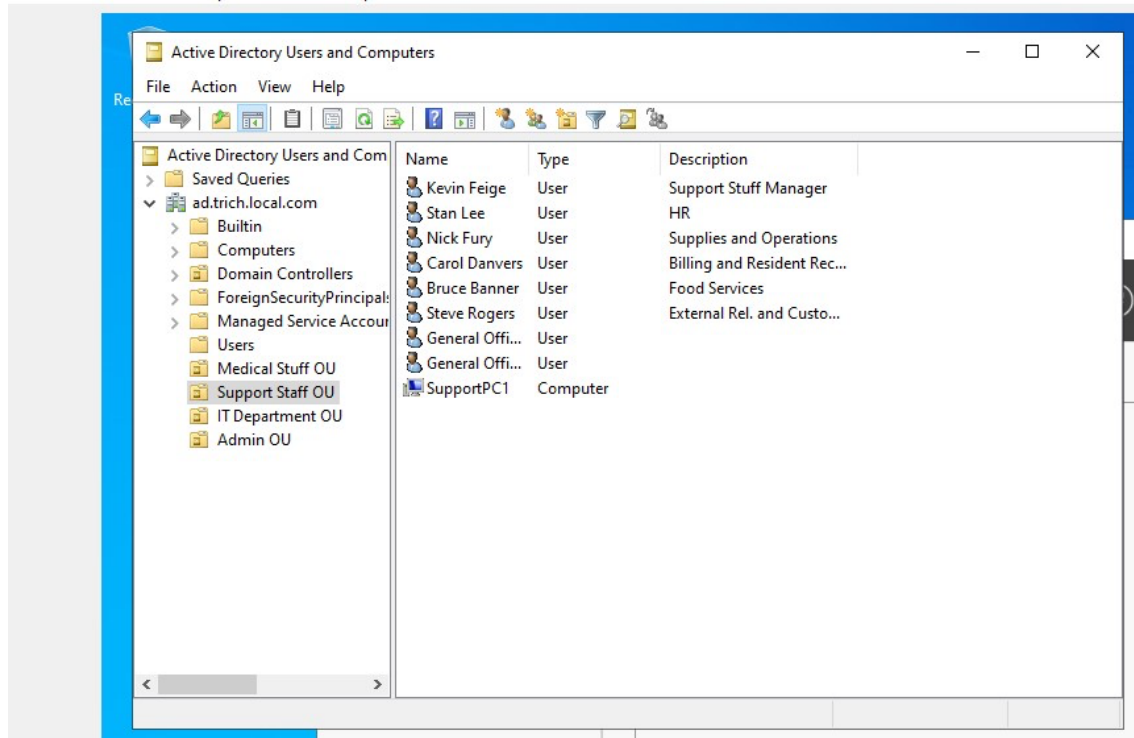 Active Directory Users and Computers
File Action View Help
Re
Active Directory Users and Com
Saved Queries
ad.trich.local.com
Builtin
Computers
Domain Controllers
ForeignSecurityPrincipals
Managed Service Accour
Users
Medical Stuff OU
Support Staff OU
IT Department OU
Admin OU
Name Type Description
Kevin Feige User Support Stuff Manager
Stan Lee User HR
Nick Fury User Supplies and Operations
Carol Danvers User Billing and Resident Rec...
Bruce Banner User Food Services
Steve Rogers User External Rel. and Custo...
General Offi... User
General Offi... User
SupportPC1 Computer